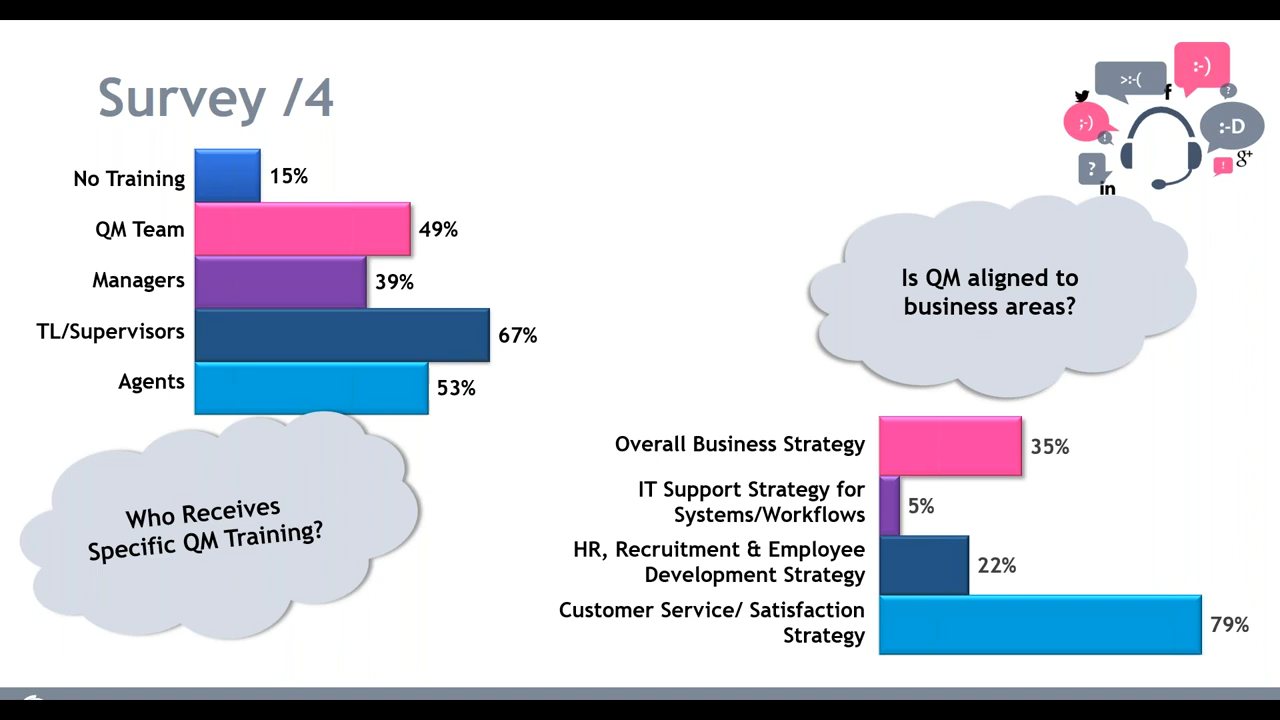 Survey /4
No Training
15%
QM Team
49%
Managers
39%
TL/Supervisors
67%
Agents
53%
Who Receives
Specific QM Training?
>:-(
:-)
f
?
;-)
!
:-D
?
!
g+
in
Is QM aligned to
business areas?
Overall Business Strategy
35%
IT Support Strategy for
Systems/Workflows
5%
HR, Recruitment & Employee
Development Strategy
22%
Customer Service/ Satisfaction
Strategy
79%